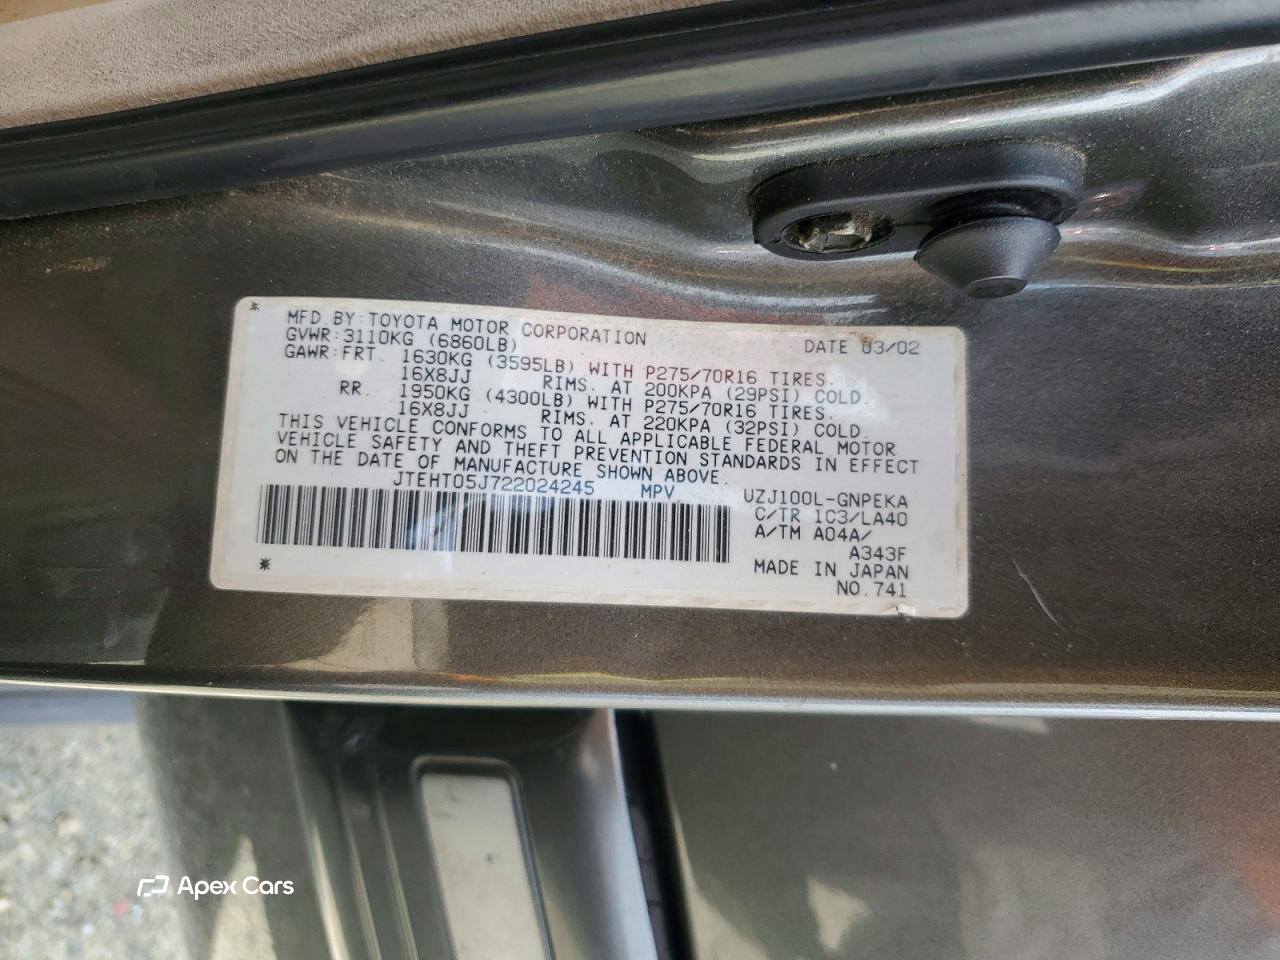 * MFD. BY: TOYOTA MOTOR CORPORATION DATE 03/02
GVWR: 3110KG (6860LB)
GAWR: FRT. 1630KG (3595LB) WITH P275/70R16 TIRES.
16X8JJ RIMS. AT 200KPA (29PSI) COLD.
RR. 1950KG (4300LB) WITH P275/70R16 TIRES.
16X8JJ RIMS. AT 220KPA (32PSI) COLD.
THIS VEHICLE CONFORMS TO ALL APPLICABLE FEDERAL MOTOR
VEHICLE SAFETY AND THEFT PREVENTION STANDARDS IN EFFECT
ON THE DATE OF MANUFACTURE SHOWN ABOVE.
JTEHT05J722024245 MPV UZJ100L-GNPEKA
C/TR 1C3/LA40
A/TM A04A/
A343F
* MADE IN JAPAN
NO. 741
Apex Cars